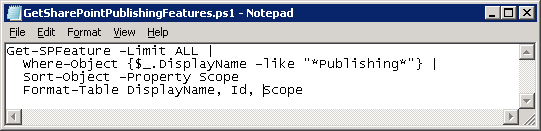 GetSharePointPublishingFeatures.ps1 - Notepad
File Edit Format View Help
Get-SPFeature -Limit ALL |
Where-Object {$_.DisplayName -like "*Publishing*"} |
Sort-Object -Property Scope
Format-Table DisplayName, Id, Scope